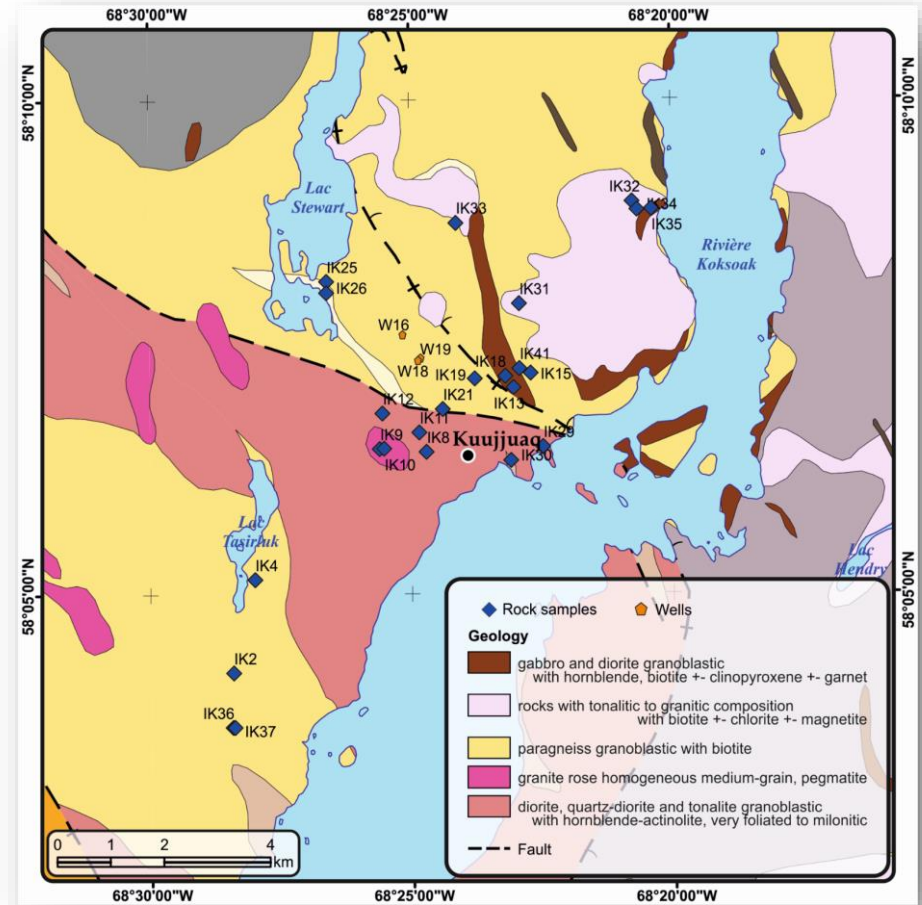 68°30'00"W
68°25'00"W
68°20'00"W
58°10'00"N
58°10'0.0"N
Lac
Stewart
IK33
IK32
IK34
IK35
Rivière
Koksoak
IK25
IK26
IK31
W16
W19
W18
IK18
IK41
IK19
IK15
IK13
IK12
IK21
IK11
IK9
IK8
Kuujjuaq
IK29
IK10
IK30
Lac
Tasirluk
IK4
Lac
Hendry
58°05'00"N
58°05'0.0"N
IK2
IK36
IK37
Rock samples
Wells
Geology
gabbro and diorite granoblastic
with hornblende, biotite +- clinopyroxene +- garnet
rocks with tonalitic to granitic composition
with biotite +- chlorite +- magnetite
paragneiss granoblastic with biotite
granite rose homogeneous medium-grain, pegmatite
diorite, quartz-diorite and tonalite granoblastic
with hornblende-actinolite, very foliated to milonitic
Fault
0 1 2 4
km
68°30'00"W
68°25'00"W
68°20'00"W